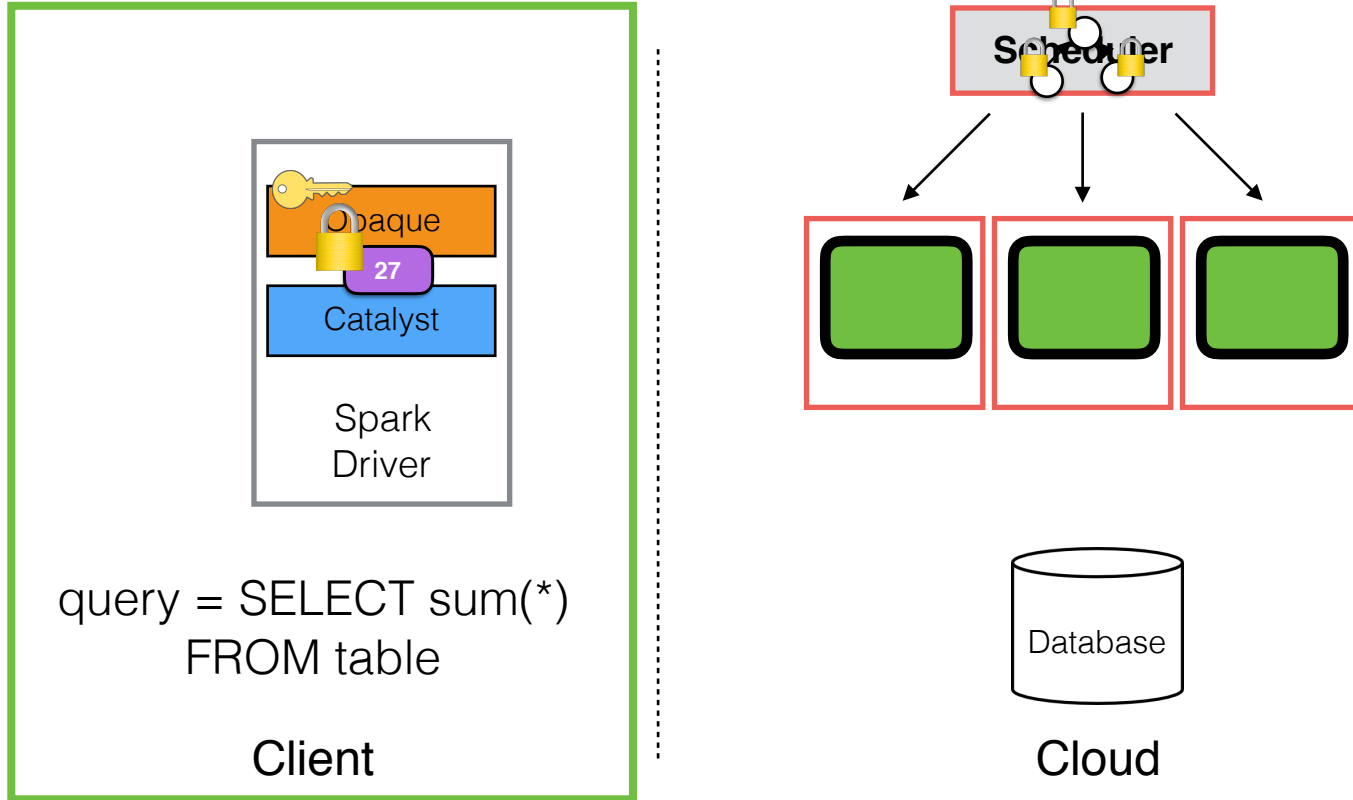 Opaque
27
Catalyst
Spark
Driver
query = SELECT sum(*)
FROM table
Client
Scheduler
Database
Cloud